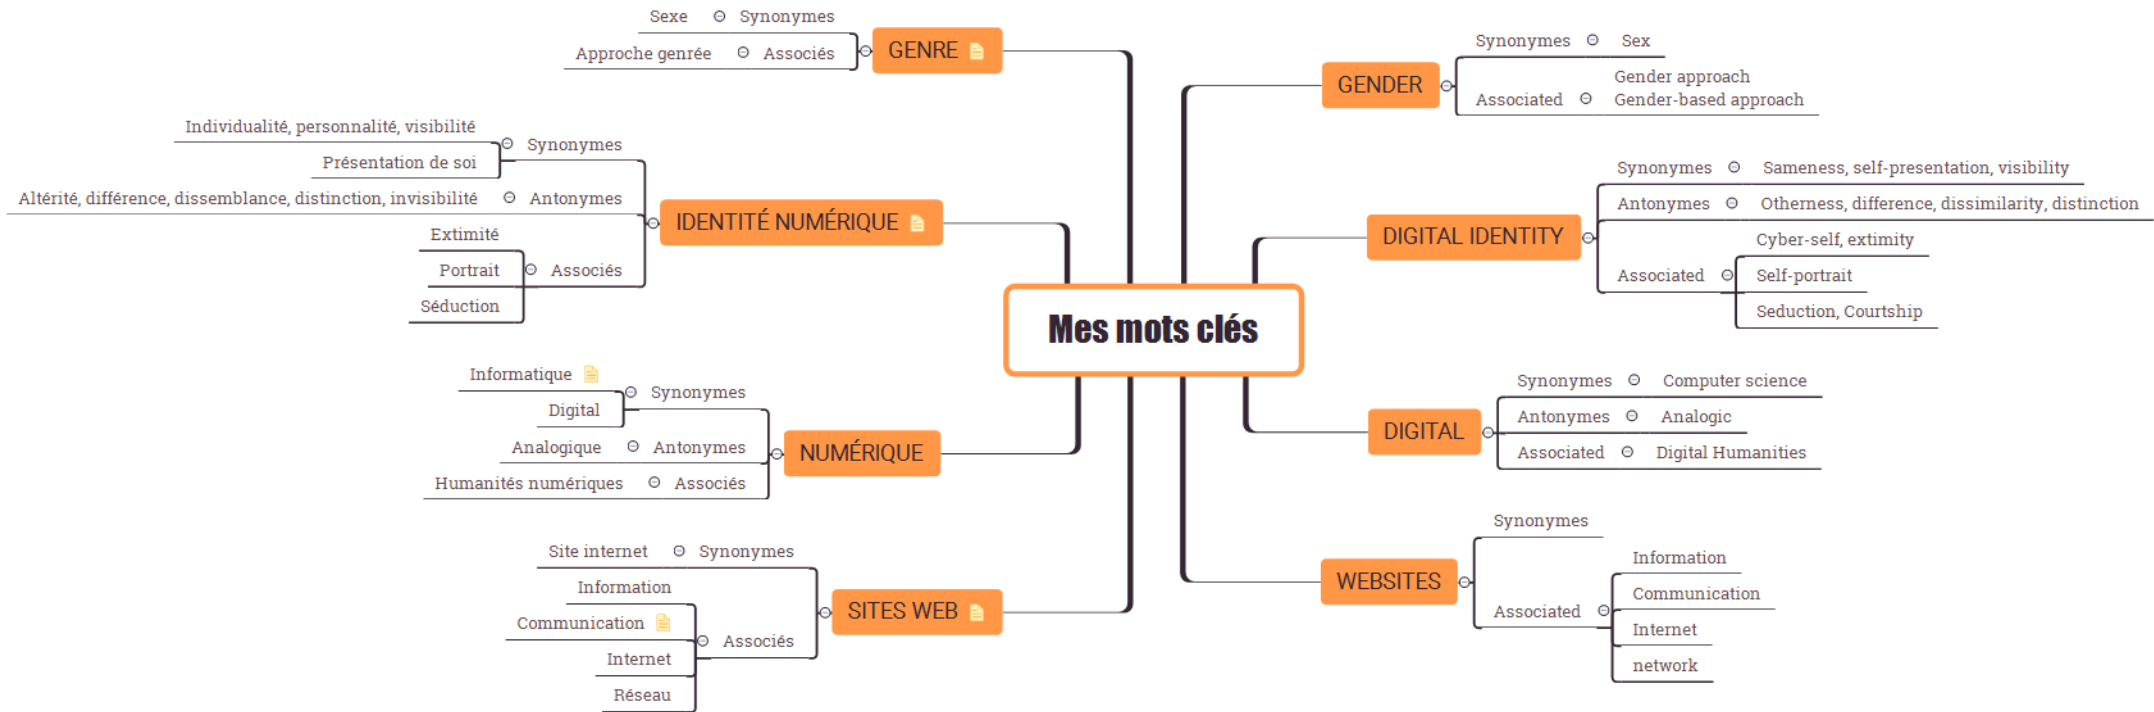 Mes mots clés
GENRE
Synonymes
Sexe
Associés
Approche genrée
IDENTITÉ NUMÉRIQUE
Synonymes
Individualité, personnalité, visibilité
Présentation de soi
Antonymes
Altérité, différence, dissemblance, distinction, invisibilité
Associés
Extimité
Portrait
Séduction
NUMÉRIQUE
Synonymes
Informatique
Digital
Antonymes
Analogique
Associés
Humanités numériques
SITES WEB
Synonymes
Site internet
Associés
Information
Communication
Internet
Réseau
GENDER
Synonymes
Sex
Associated
Gender approach
Gender-based approach
DIGITAL IDENTITY
Synonymes
Sameness, self-presentation, visibility
Antonymes
Otherness, difference, dissimilarity, distinction
Associated
Cyber-self, extimity
Self-portrait
Seduction, Courtship
DIGITAL
Synonymes
Computer science
Antonymes
Analogic
Associated
Digital Humanities
WEBSITES
Synonymes
Associated
Information
Communication
Internet
network